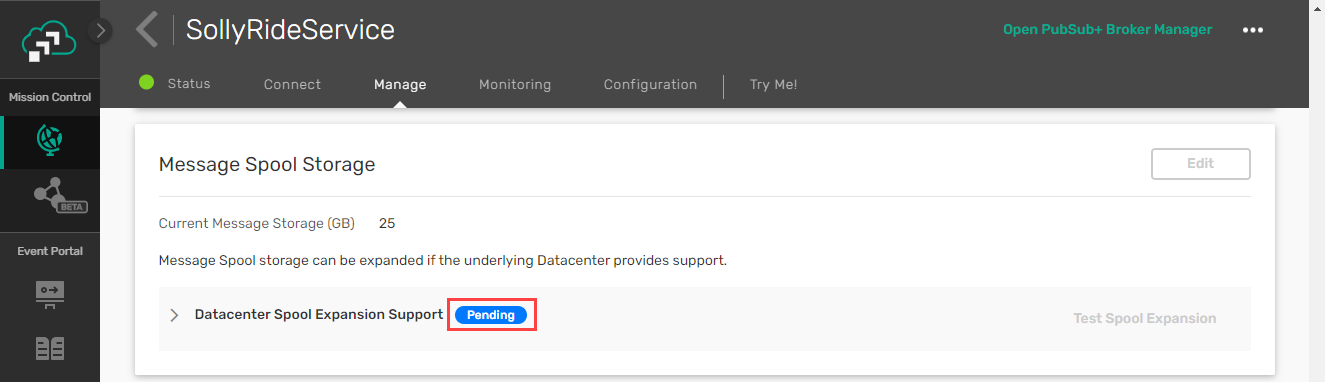 SollyRideService
Open PubSub+ Broker Manager
Status Connect Manage Monitoring Configuration Try Me!
Mission Control
BETA
Event Portal
Message Spool Storage
Edit
Current Message Storage (GB) 25
Message Spool storage can be expanded if the underlying Datacenter provides support.
Datacenter Spool Expansion Support Pending
Test Spool Expansion